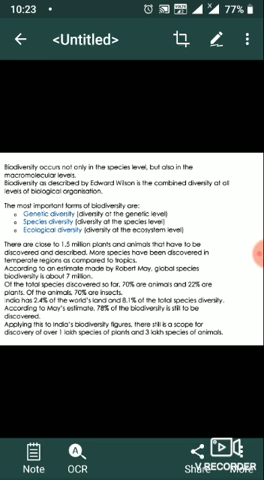 10:23
77%
<Untitled>
Biodiversity occurs not only in the species level, but also in the
macromolecular levels.
Biodiversity as described by Edward Wilson is the combined diversity at all
levels of biological organisation.
The most important forms of biodiversity are:
Genetic diversity (diversity at the genetic level)
Species diversity (diversity at the species level)
Ecological diversity (diversity at the ecosystem level)
There are close to 1.5 million plants and animals that have to be
discovered and described. More species have been discovered in
temperate regions as compared to tropics.
According to an estimate made by Robert May, global species
biodiversity is about 7 million.
Of the total species discovered so far, 70% are animals and 22% are
plants. Of the animals, 70% are insects.
India has 2.4% of the world's land and 8.1% of the total species diversity.
According to May's estimate, 78% of the biodiversity is still to be
discovered.
Applying this to India's biodiversity figures, there still is a scope for
discovery of over 1 lakh species of plants and 3 lakh species of animals.
Note
OCR
Share
More
V RECORDER